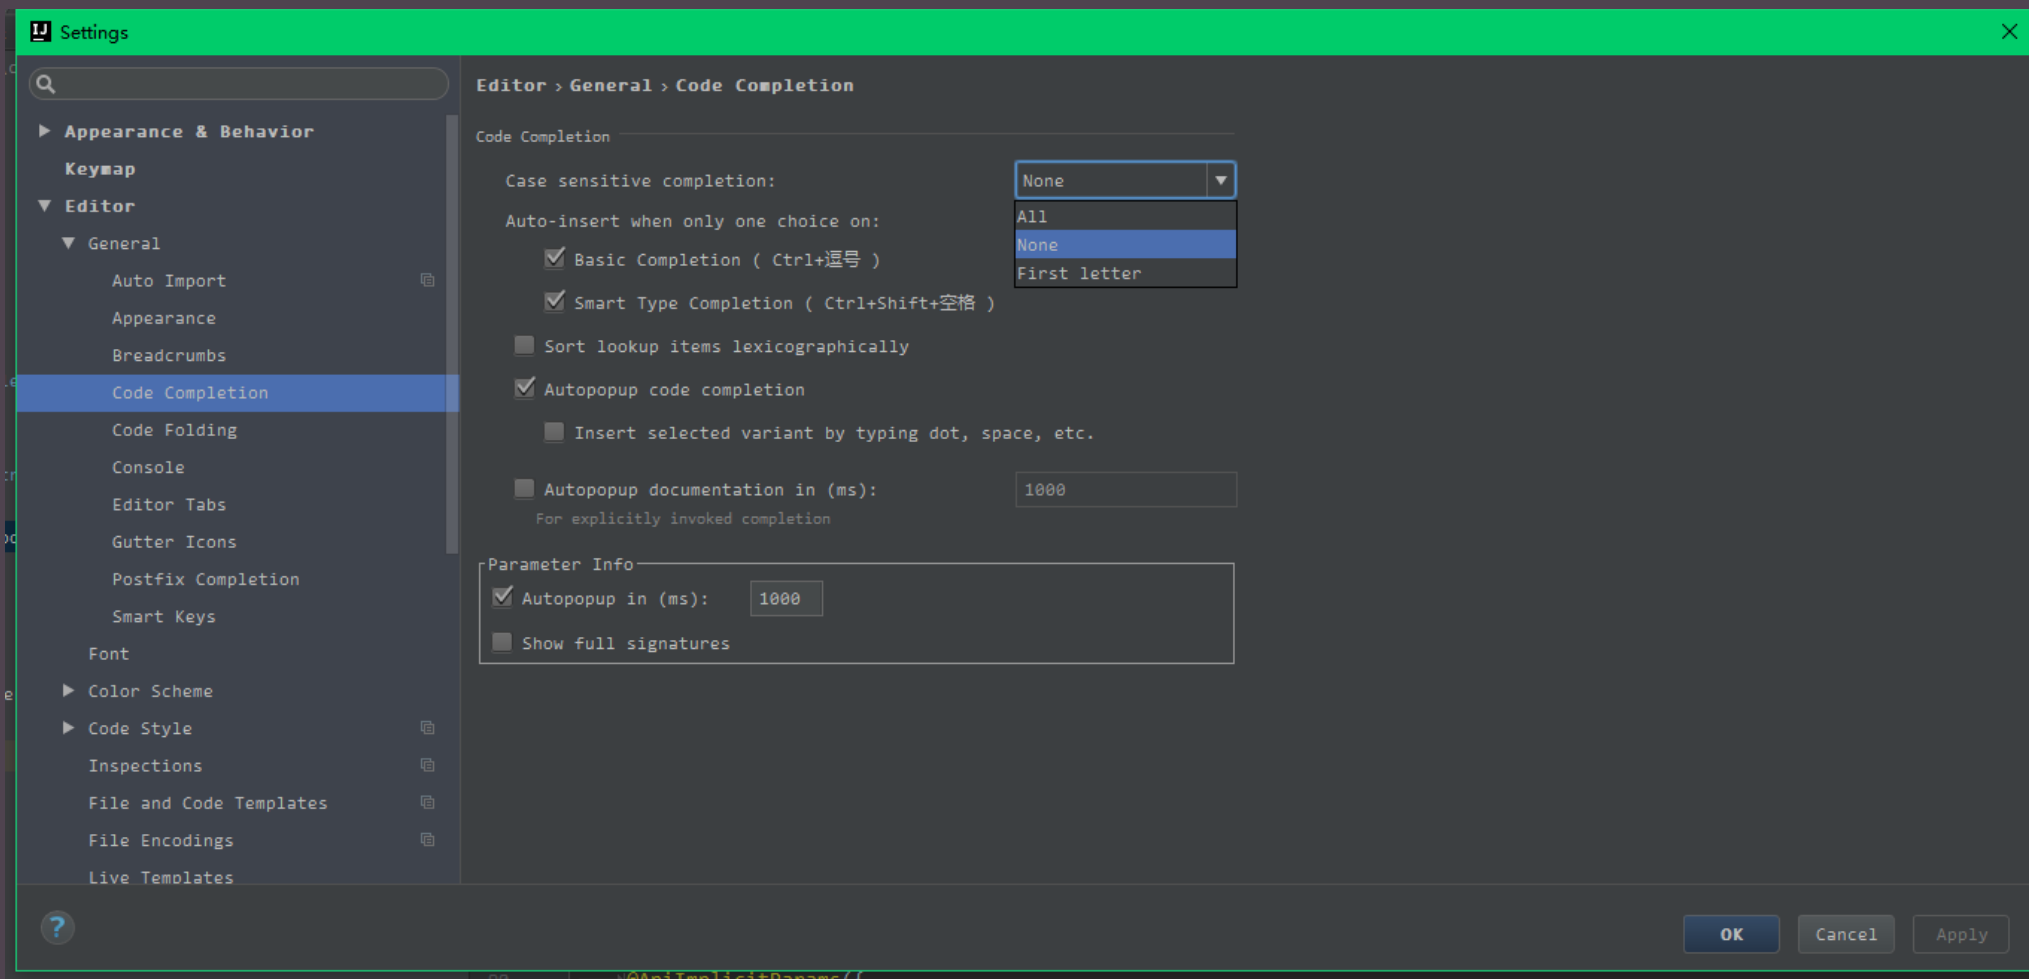 Settings
Editor › General › Code Completion
Appearance & Behavior
Keymap
Editor
General
Auto Import
Appearance
Breadcrumbs
Code Completion
Code Folding
Console
Editor Tabs
Gutter Icons
Postfix Completion
Smart Keys
Font
Color Scheme
Code Style
Inspections
File and Code Templates
File Encodings
Live Templates
Code Completion
Case sensitive completion: None
All
None
First letter
Auto-insert when only one choice on:
Basic Completion ( Ctrl+逗号 )
Smart Type Completion ( Ctrl+Shift+空格 )
Sort lookup items lexicographically
Autopopup code completion
Insert selected variant by typing dot, space, etc.
Autopopup documentation in (ms): 1000
For explicitly invoked completion
Parameter Info
Autopopup in (ms): 1000
Show full signatures
? OK Cancel Apply
@ApiImplicitParams({